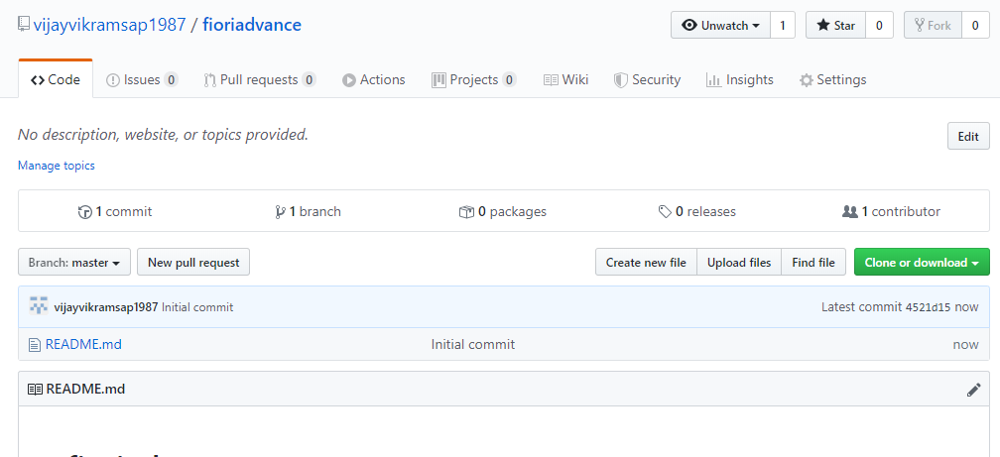 vijayvikramsap1987 / fioriadvance
Unwatch 1 Star 0 Fork 0
Code Issues 0 Pull requests 0 Actions Projects 0 Wiki Security Insights Settings
No description, website, or topics provided. Edit
Manage topics
1 commit 1 branch 0 packages 0 releases 1 contributor
Branch: master New pull request Create new file Upload files Find file Clone or download
vijayvikramsap1987 Initial commit Latest commit 4521d15 now
README.md Initial commit now
README.md